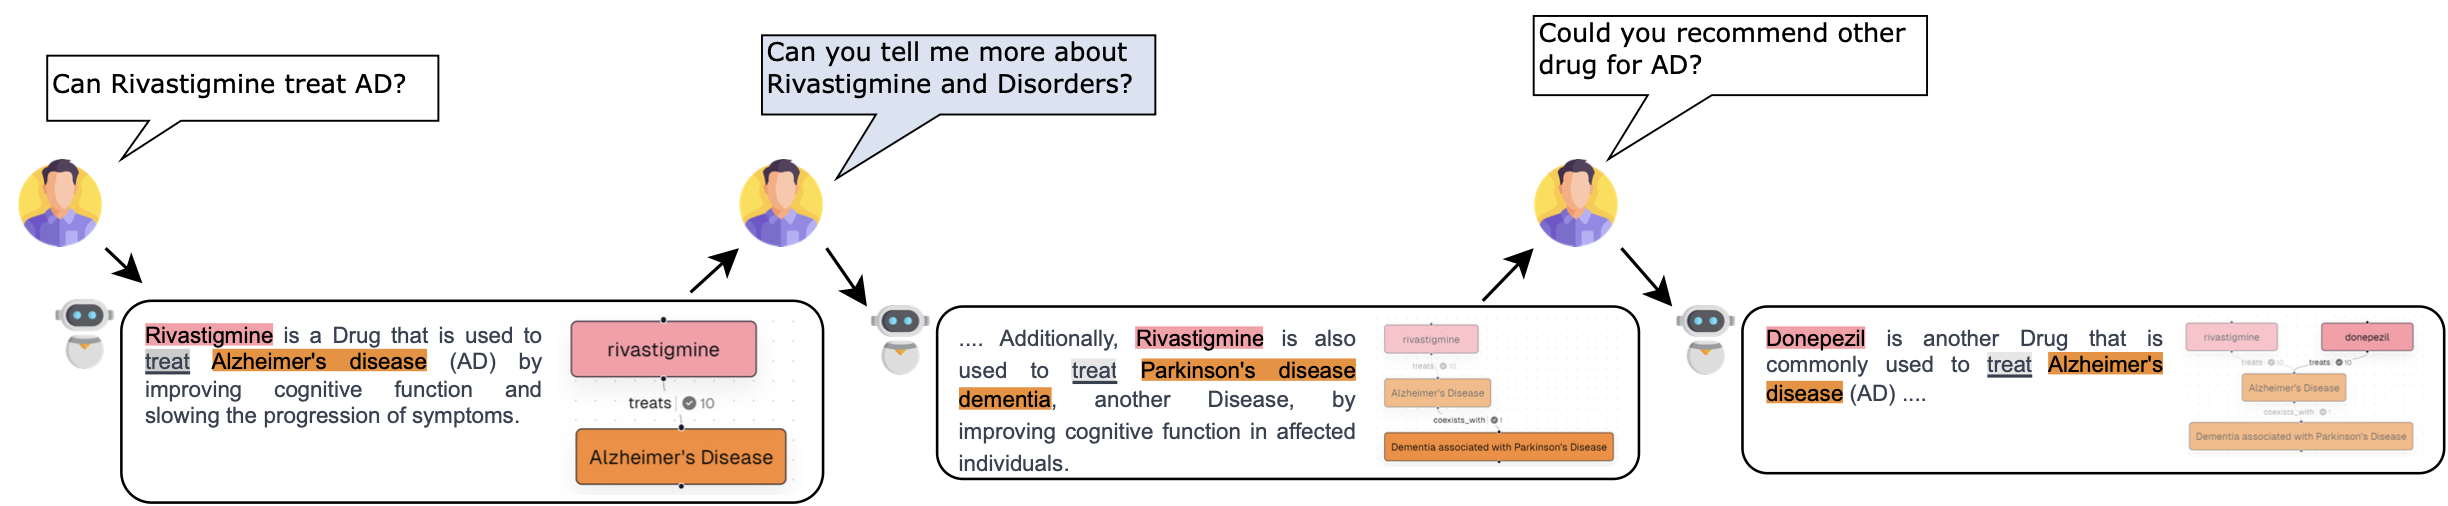 Can Rivastigmine treat AD?
Rivastigmine is a Drug that is used to
treat Alzheimer's disease (AD) by
improving cognitive function and
slowing the progression of symptoms.
rivastigmine
treats 10
Alzheimer's Disease
Can you tell me more about
Rivastigmine and Disorders?
.... Additionally, Rivastigmine is also
used to treat Parkinson's disease
dementia, another Disease, by
improving cognitive function in affected
individuals.
rivastigmine
treats 10
Alzheimer's Disease
coexists_with 1
Dementia associated with Parkinson's Disease
Could you recommend other
drug for AD?
Donepezil is another Drug that is
commonly used to treat Alzheimer's
disease (AD) ....
rivastigmine
donepezil
treats 10
treats 10
Alzheimer's Disease
coexists_with 1
Dementia associated with Parkinson's Disease